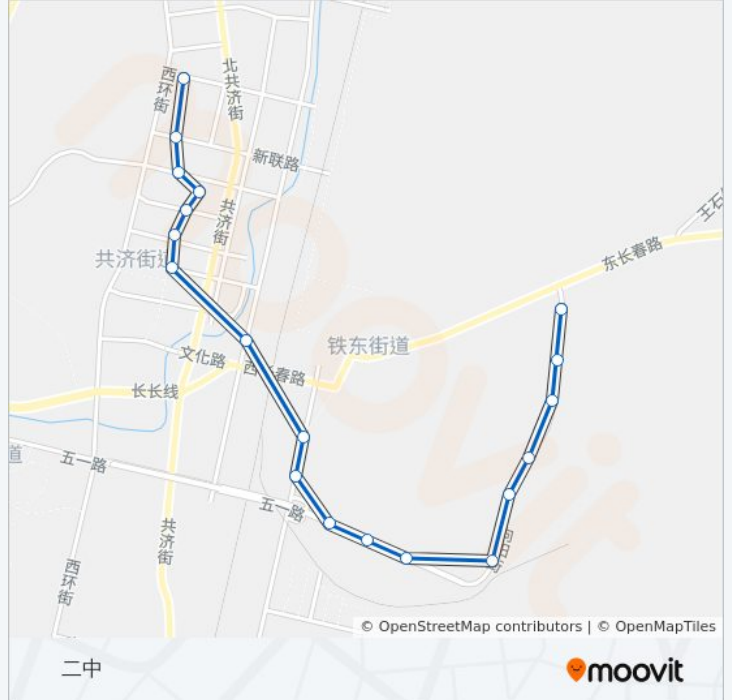 西环街
北共济街
新联路
共济街
王石
共济街道
东长春路
铁东街道
文化路
西长春路
长长线
道
五一路
五一路
共济街
西环街
© OpenStreetMap contributors | © OpenMapTiles
二中
moovit